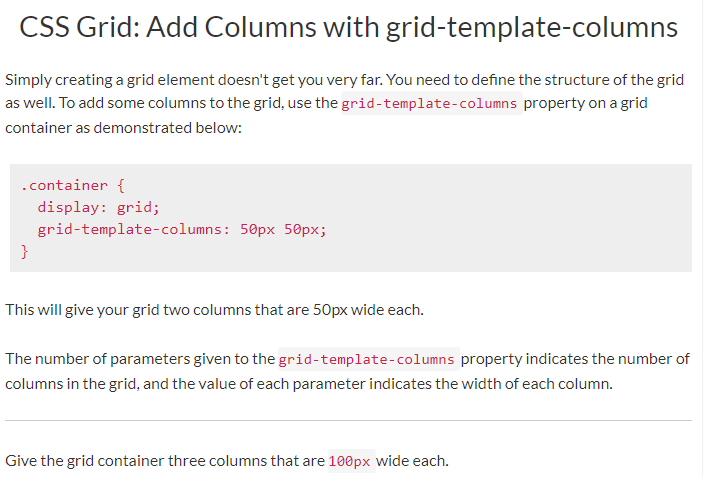 CSS Grid: Add Columns with grid-template-columns
Simply creating a grid element doesn't get you very far. You need to define the structure of the grid
as well. To add some columns to the grid, use the grid-template-columns property on a grid
container as demonstrated below:
.container {
  display: grid;
  grid-template-columns: 50px 50px;
}
This will give your grid two columns that are 50px wide each.
The number of parameters given to the grid-template-columns property indicates the number of
columns in the grid, and the value of each parameter indicates the width of each column.
Give the grid container three columns that are 100px wide each.